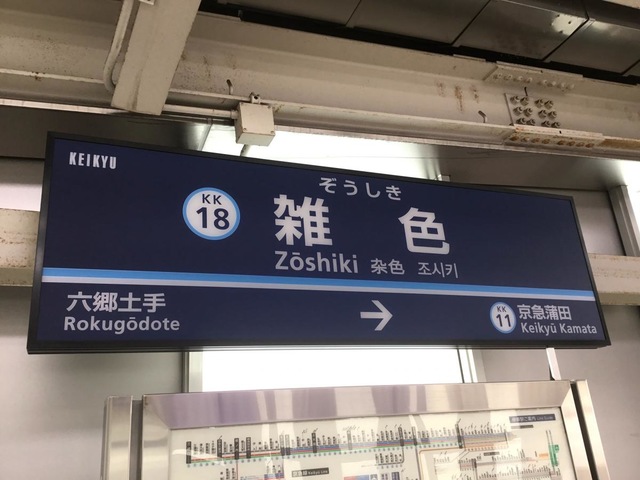 KEIKYU
ぞうしき
KK
18
雑色
Zōshiki 杂色 조시키
六郷土手
Rokugōdote
→
KK
11
京急蒲田
Keikyū Kamata